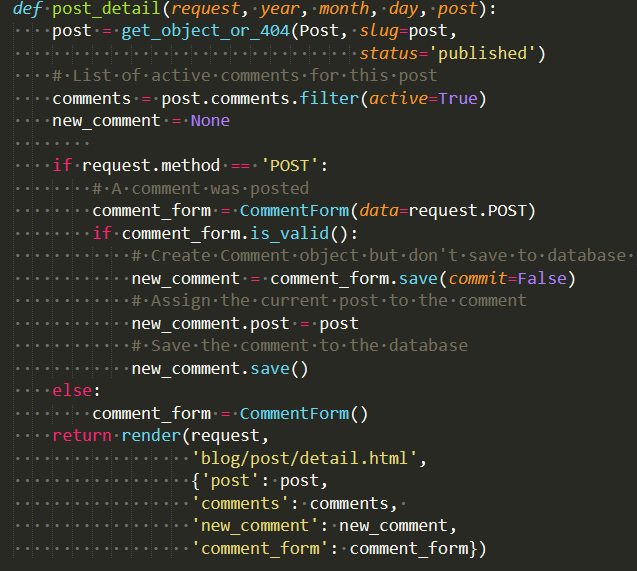 def post_detail(request, year, month, day, post):
    post = get_object_or_404(Post, slug=post,
                                   status='published')
    # List of active comments for this post
    comments = post.comments.filter(active=True)
    new_comment = None

    if request.method == 'POST':
        # A comment was posted
        comment_form = CommentForm(data=request.POST)
        if comment_form.is_valid():
            # Create Comment object but don't save to database
            new_comment = comment_form.save(commit=False)
            # Assign the current post to the comment
            new_comment.post = post
            # Save the comment to the database
            new_comment.save()
    else:
        comment_form = CommentForm()
    return render(request,
                  'blog/post/detail.html',
                  {'post': post,
                  'comments': comments,
                  'new_comment': new_comment,
                  'comment_form': comment_form})